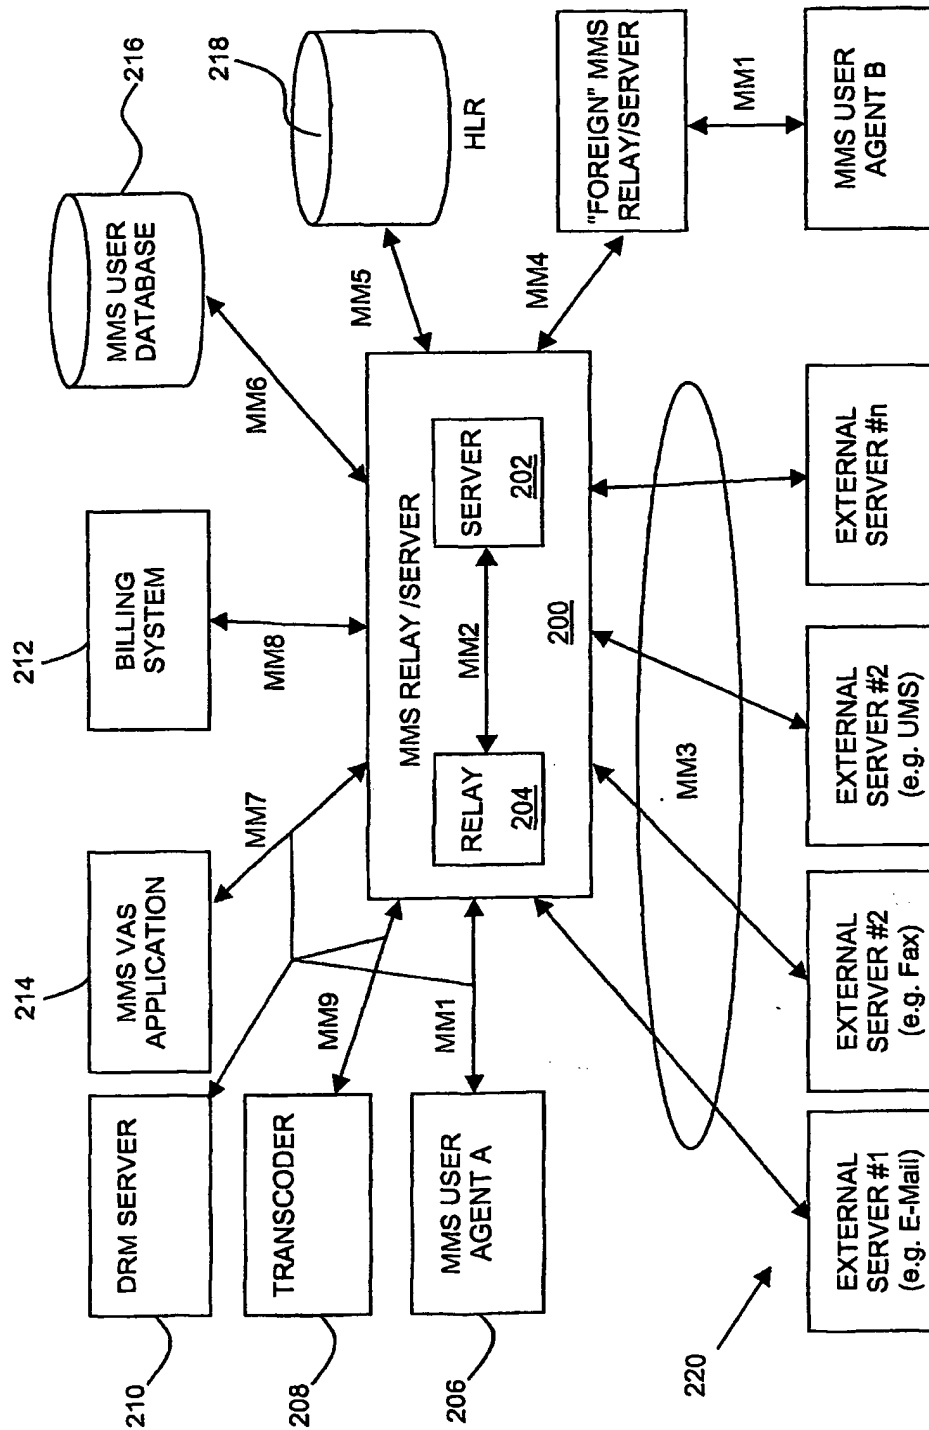 210
DRM SERVER
214
MMS VAS
APPLICATION
212
BILLING
SYSTEM
MMS USER
DATABASE
216
208
TRANSCODER
MM9
MM7
MM8
MM6
218
HLR
MM5
206
MMS USER
AGENT A
MM1
MMS RELAY /SERVER
RELAY
204
MM2
SERVER
202
200
MM4
"FOREIGN" MMS
RELAY/SERVER
MM1
MMS USER
AGENT B
MM3
220
EXTERNAL
SERVER #1
(e.g. E-Mail)
EXTERNAL
SERVER #2
(e.g. Fax)
EXTERNAL
SERVER #2
(e.g. UMS)
EXTERNAL
SERVER #n